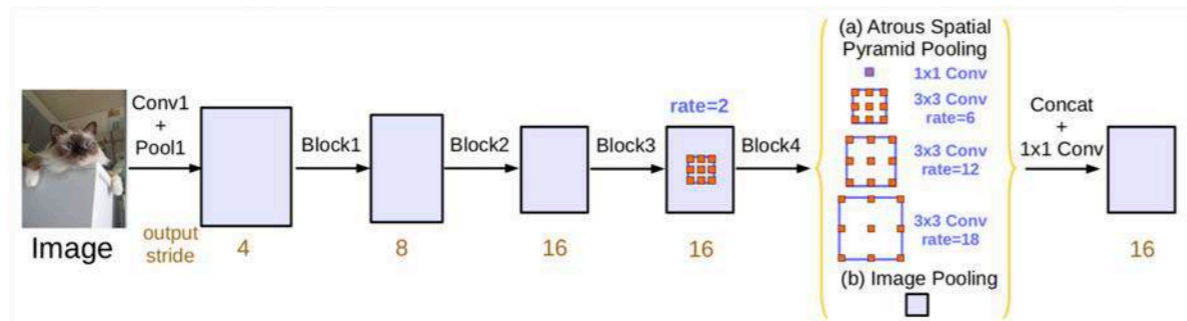 (a) Atrous Spatial
Pyramid Pooling
1x1 Conv
3x3 Conv
rate=6
3x3 Conv
rate=12
3x3 Conv
rate=18
(b) Image Pooling
Conv1
+
Pool1
Block1
Block2
Block3
rate=2
Block4
Concat
+
1x1 Conv
Image
output
stride
4
8
16
16
16